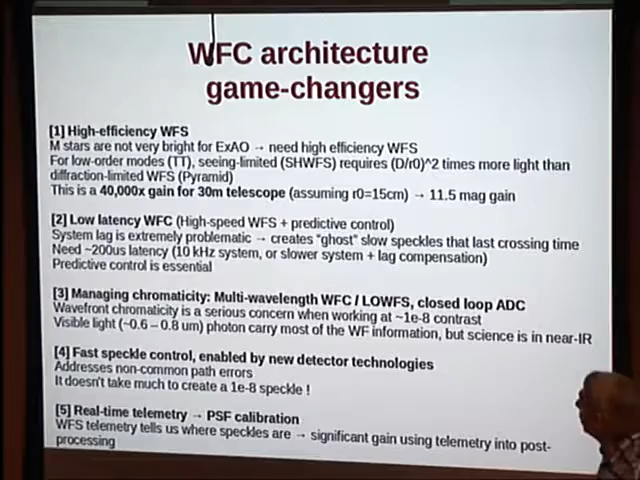 WFC architecture
game-changers
[1] High-efficiency WFS
M stars are not very bright for ExAO → need high efficiency WFS
For low-order modes (TT), seeing-limited (SHWFS) requires (D/r0)^2 times more light than
diffraction-limited WFS (Pyramid)
This is a 40,000x gain for 30m telescope (assuming r0=15cm) → 11.5 mag gain
[2] Low latency WFC (High-speed WFS + predictive control)
System lag is extremely problematic → creates "ghost" slow speckles that last crossing time
Need ~200us latency (10 kHz system, or slower system + lag compensation)
Predictive control is essential
[3] Managing chromaticity: Multi-wavelength WFC / LOWFS, closed loop ADC
Wavefront chromaticity is a serious concern when working at ~1e-8 contrast
Visible light (~0.6 – 0.8 um) photon carry most of the WF information, but science is in near-IR
[4] Fast speckle control, enabled by new detector technologies
Addresses non-common path errors
It doesn't take much to create a 1e-8 speckle !
[5] Real-time telemetry → PSF calibration
WFS telemetry tells us where speckles are → significant gain using telemetry into post-
processing